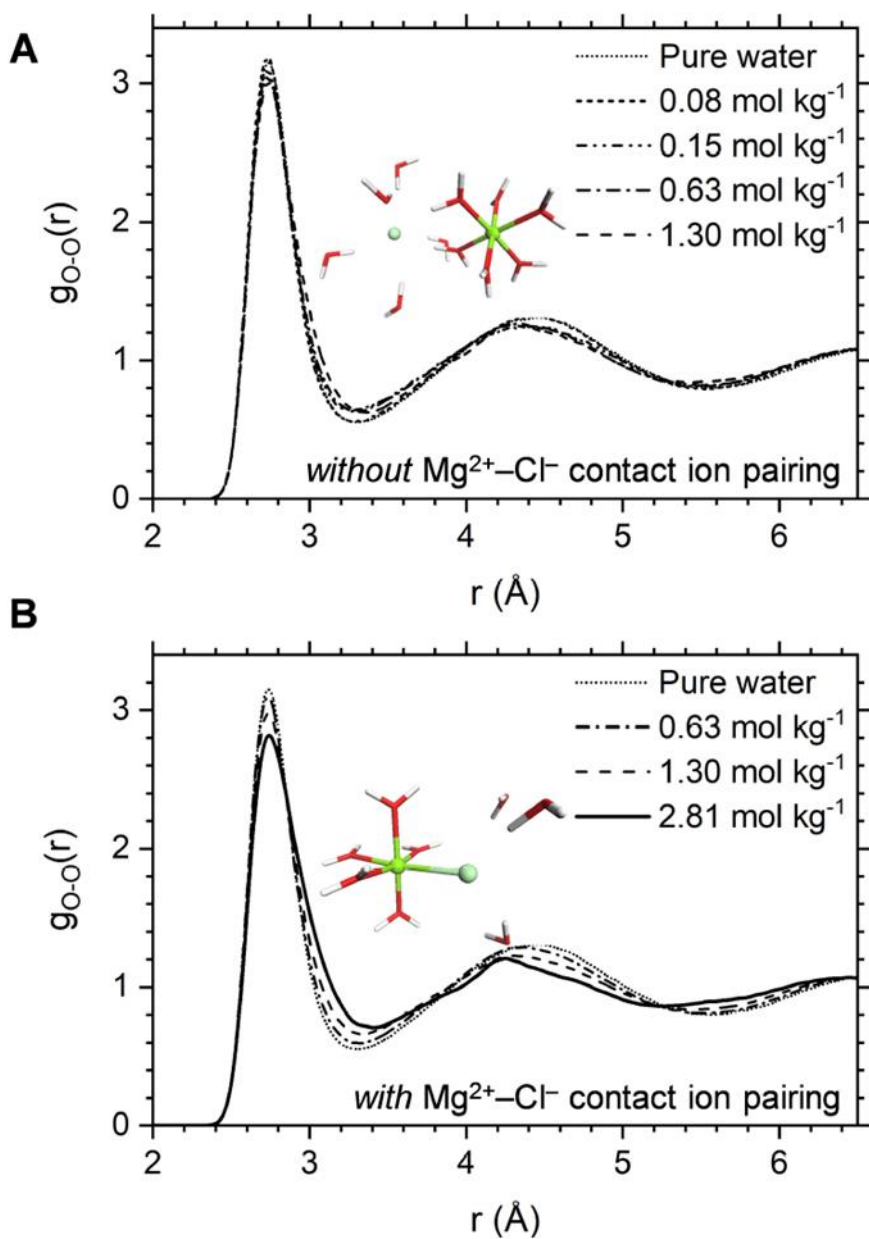 A
Pure water
0.08 mol kg⁻¹
0.15 mol kg⁻¹
0.63 mol kg⁻¹
1.30 mol kg⁻¹
3
2
1
0
g_O-O(r)
without Mg²⁺–Cl⁻ contact ion pairing
2 3 4 5 6
r (Å)
B
Pure water
0.63 mol kg⁻¹
1.30 mol kg⁻¹
2.81 mol kg⁻¹
3
2
1
0
g_O-O(r)
with Mg²⁺–Cl⁻ contact ion pairing
2 3 4 5 6
r (Å)